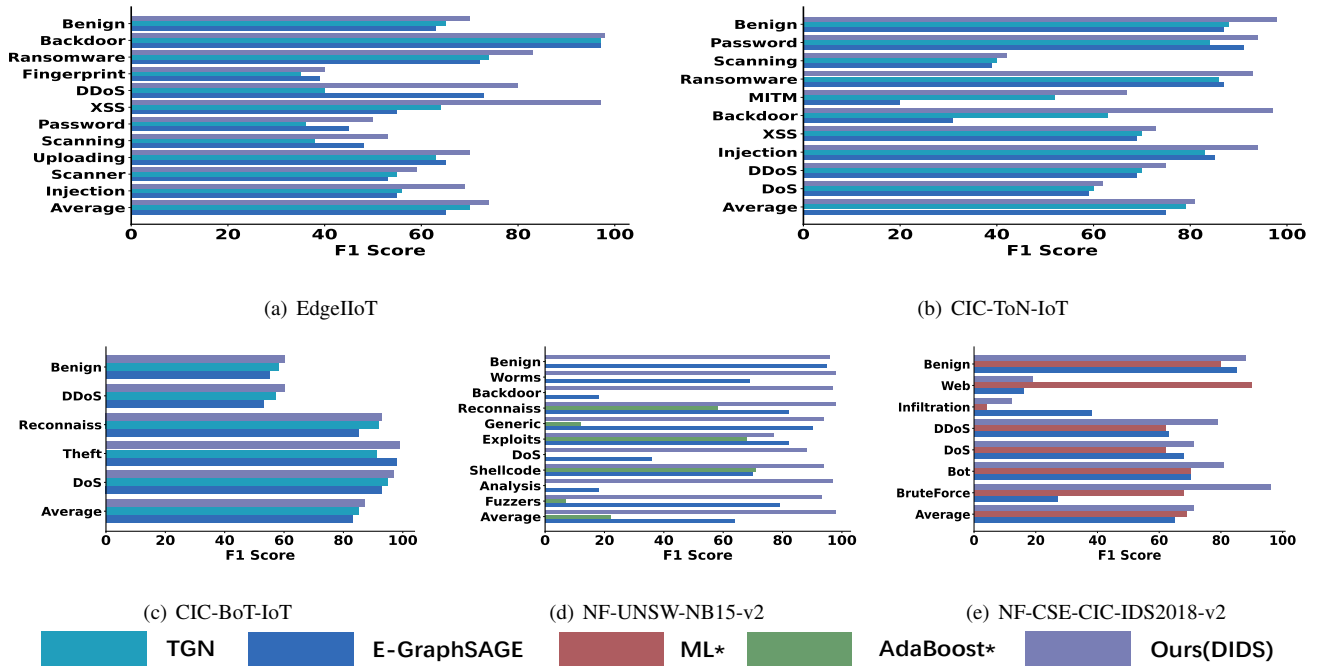 Benign
Backdoor
Ransomware
Fingerprint
DDoS
XSS
Password
Scanning
Uploading
Scanner
Injection
Average
0 20 40 60 80 100
F1 Score
(a) EdgeIIoT
Benign
Password
Scanning
Ransomware
MITM
Backdoor
XSS
Injection
DDoS
DoS
Average
0 20 40 60 80 100
F1 Score
(b) CIC-ToN-IoT
Benign
DDoS
Reconnaiss
Theft
DoS
Average
0 20 40 60 80 100
F1 Score
(c) CIC-BoT-IoT
Benign
Worms
Backdoor
Reconnaiss
Generic
Exploits
DoS
Shellcode
Analysis
Fuzzers
Average
0 20 40 60 80 100
F1 Score
(d) NF-UNSW-NB15-v2
Benign
Web
Infiltration
DDoS
DoS
Bot
BruteForce
Average
0 20 40 60 80 100
F1 Score
(e) NF-CSE-CIC-IDS2018-v2
TGN E-GraphSAGE ML* AdaBoost* Ours(DIDS)